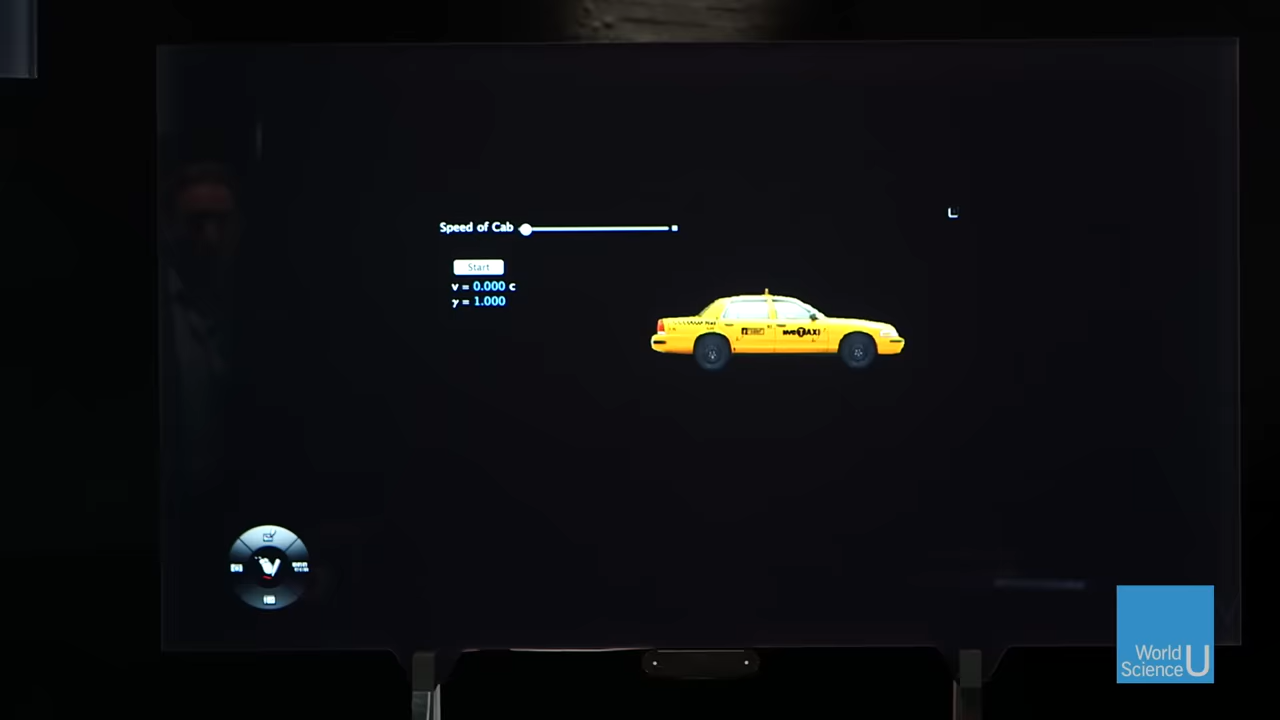 Speed of Cab
Start
v = 0.000 c
γ = 1.000
TAXI
World
Science U